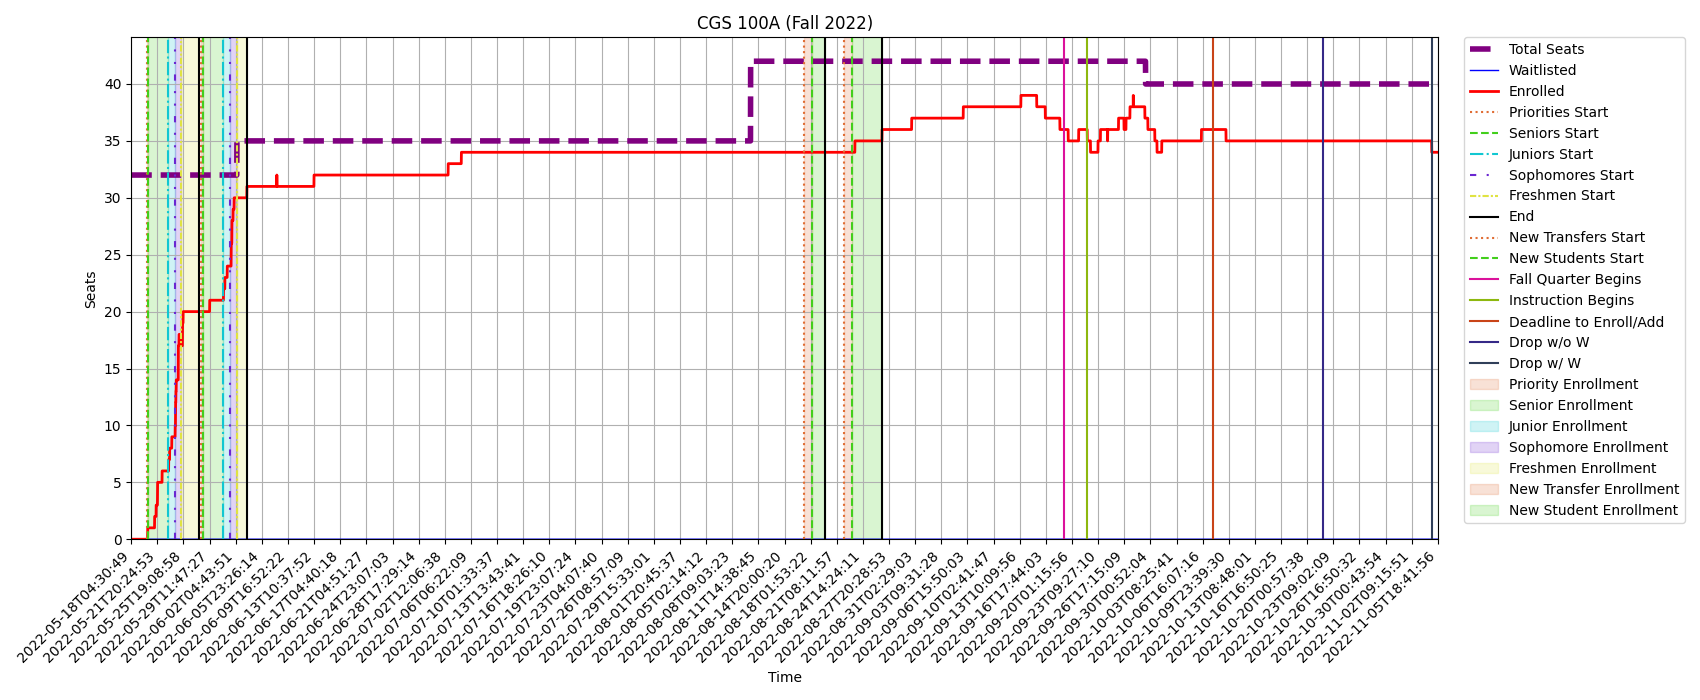 CGS 100A (Fall 2022)
Seats
40
35
30
25
20
15
10
5
0
2022-05-18T04:30:49
2022-05-21T20:24:53
2022-05-25T19:08:58
2022-05-29T11:47:27
2022-06-02T04:43:51
2022-06-05T23:26:14
2022-06-09T16:52:22
2022-06-13T10:37:52
2022-06-17T04:40:18
2022-06-21T04:51:27
2022-06-24T23:07:03
2022-06-28T17:29:14
2022-07-02T12:06:38
2022-07-06T06:22:09
2022-07-10T01:33:37
2022-07-13T13:43:41
2022-07-16T18:26:10
2022-07-19T23:07:24
2022-07-23T04:07:40
2022-07-26T08:57:09
2022-07-29T15:33:01
2022-08-01T20:45:37
2022-08-05T02:14:12
2022-08-08T09:03:23
2022-08-11T14:38:45
2022-08-14T20:00:20
2022-08-18T01:53:22
2022-08-21T08:11:57
2022-08-24T14:24:11
2022-08-27T20:28:53
2022-08-31T02:29:03
2022-09-03T09:31:28
2022-09-06T15:50:03
2022-09-10T02:41:47
2022-09-13T10:09:56
2022-09-16T17:44:03
2022-09-20T01:15:56
2022-09-23T09:27:10
2022-09-26T17:15:09
2022-09-30T00:52:04
2022-10-03T08:25:41
2022-10-06T16:07:16
2022-10-09T23:39:30
2022-10-13T08:48:01
2022-10-16T16:50:25
2022-10-20T00:57:38
2022-10-23T09:02:09
2022-10-26T16:50:32
2022-10-30T00:43:54
2022-11-02T09:15:51
2022-11-05T18:41:56
Time
Total Seats
Waitlisted
Enrolled
Priorities Start
Seniors Start
Juniors Start
Sophomores Start
Freshmen Start
End
New Transfers Start
New Students Start
Fall Quarter Begins
Instruction Begins
Deadline to Enroll/Add
Drop w/o W
Drop w/ W
Priority Enrollment
Senior Enrollment
Junior Enrollment
Sophomore Enrollment
Freshmen Enrollment
New Transfer Enrollment
New Student Enrollment